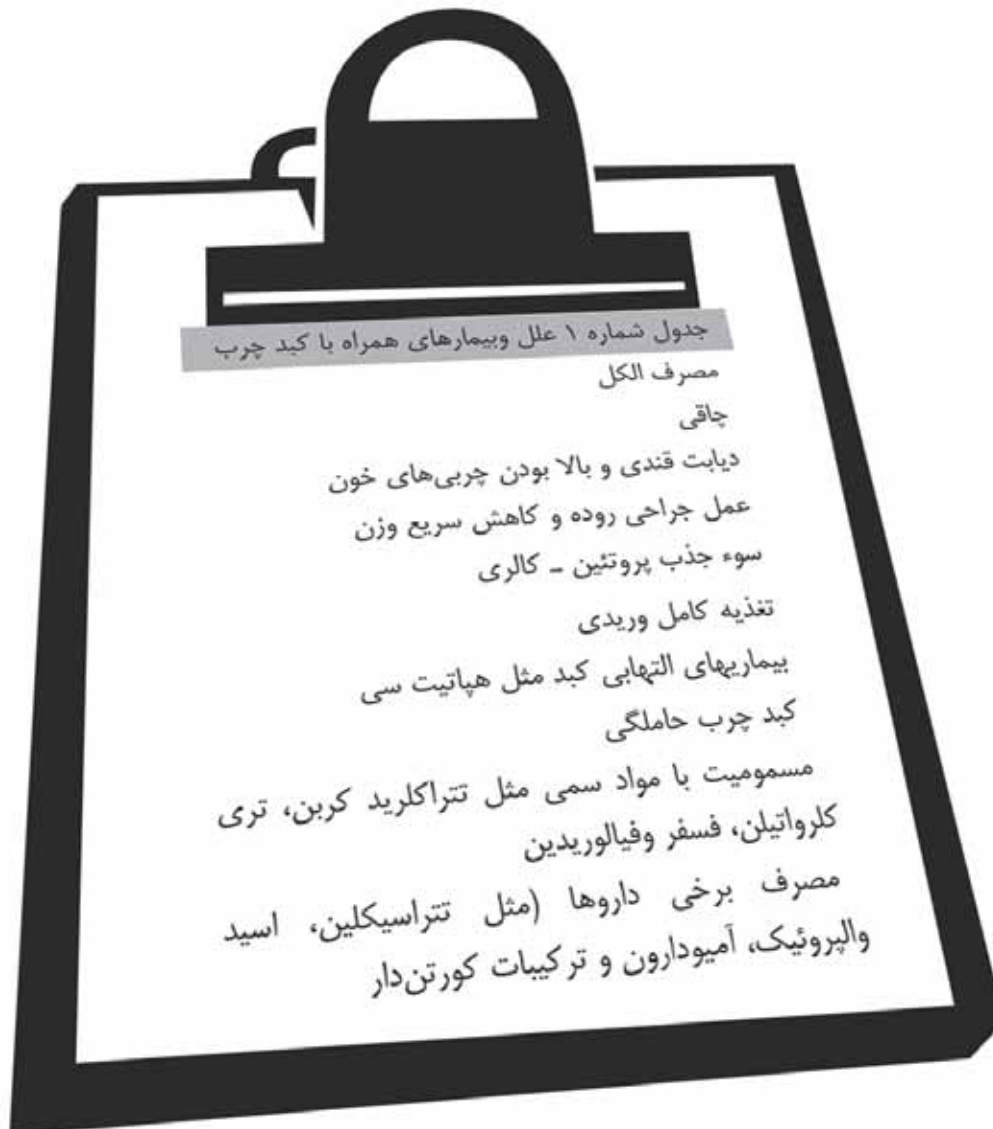 جدول شماره ۱ علل وبیمارهای همراه با کبد چرب
مصرف الکل
چاقی
دیابت قندی و بالا بودن چربی‌های خون
عمل جراحی روده و کاهش سریع وزن
سوء جذب پروتئین - کالری
تغذیه کامل وریدی
بیماریهای التهابی کبد مثل هپاتیت سی
کبد چرب حاملگی
مسمومیت با مواد سمی مثل تتراکلرید کربن، تری
کلرواتیلن، فسفر وفیالوریدین
مصرف برخی داروها (مثل تتراسیکلین، اسید
والپروئیک، آمیودارون و ترکیبات کورتن‌دار